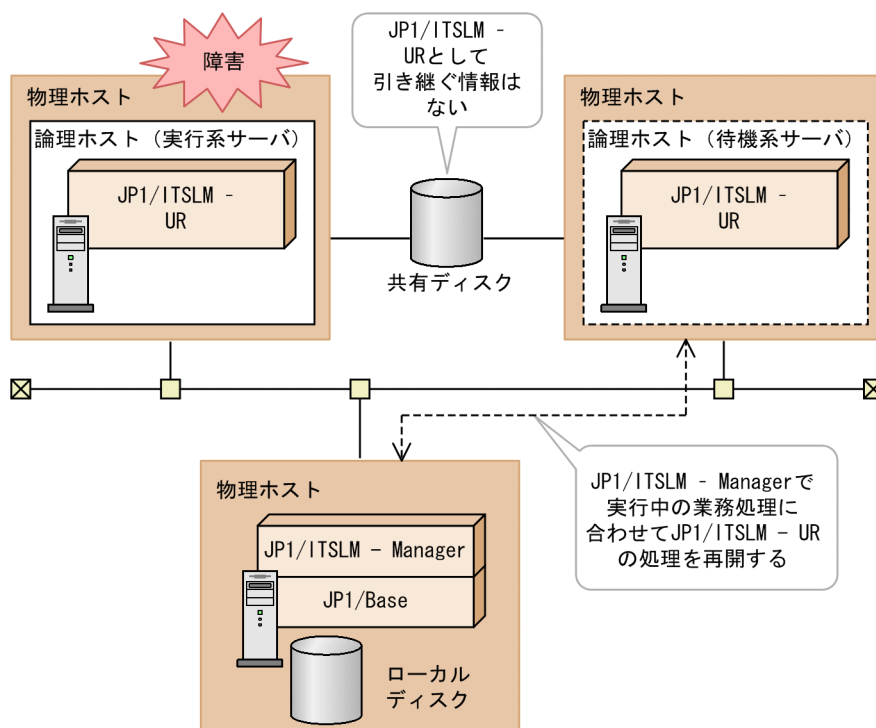 障害
JP1/ITSLM -
URとして
引き継ぐ情報は
ない
物理ホスト
論理ホスト（実行系サーバ）
JP1/ITSLM -
UR
物理ホスト
論理ホスト（待機系サーバ）
JP1/ITSLM -
UR
共有ディスク
物理ホスト
JP1/ITSLM - Manager
JP1/Base
ローカル
ディスク
JP1/ITSLM - Managerで
実行中の業務処理に
合わせてJP1/ITSLM - UR
の処理を再開する